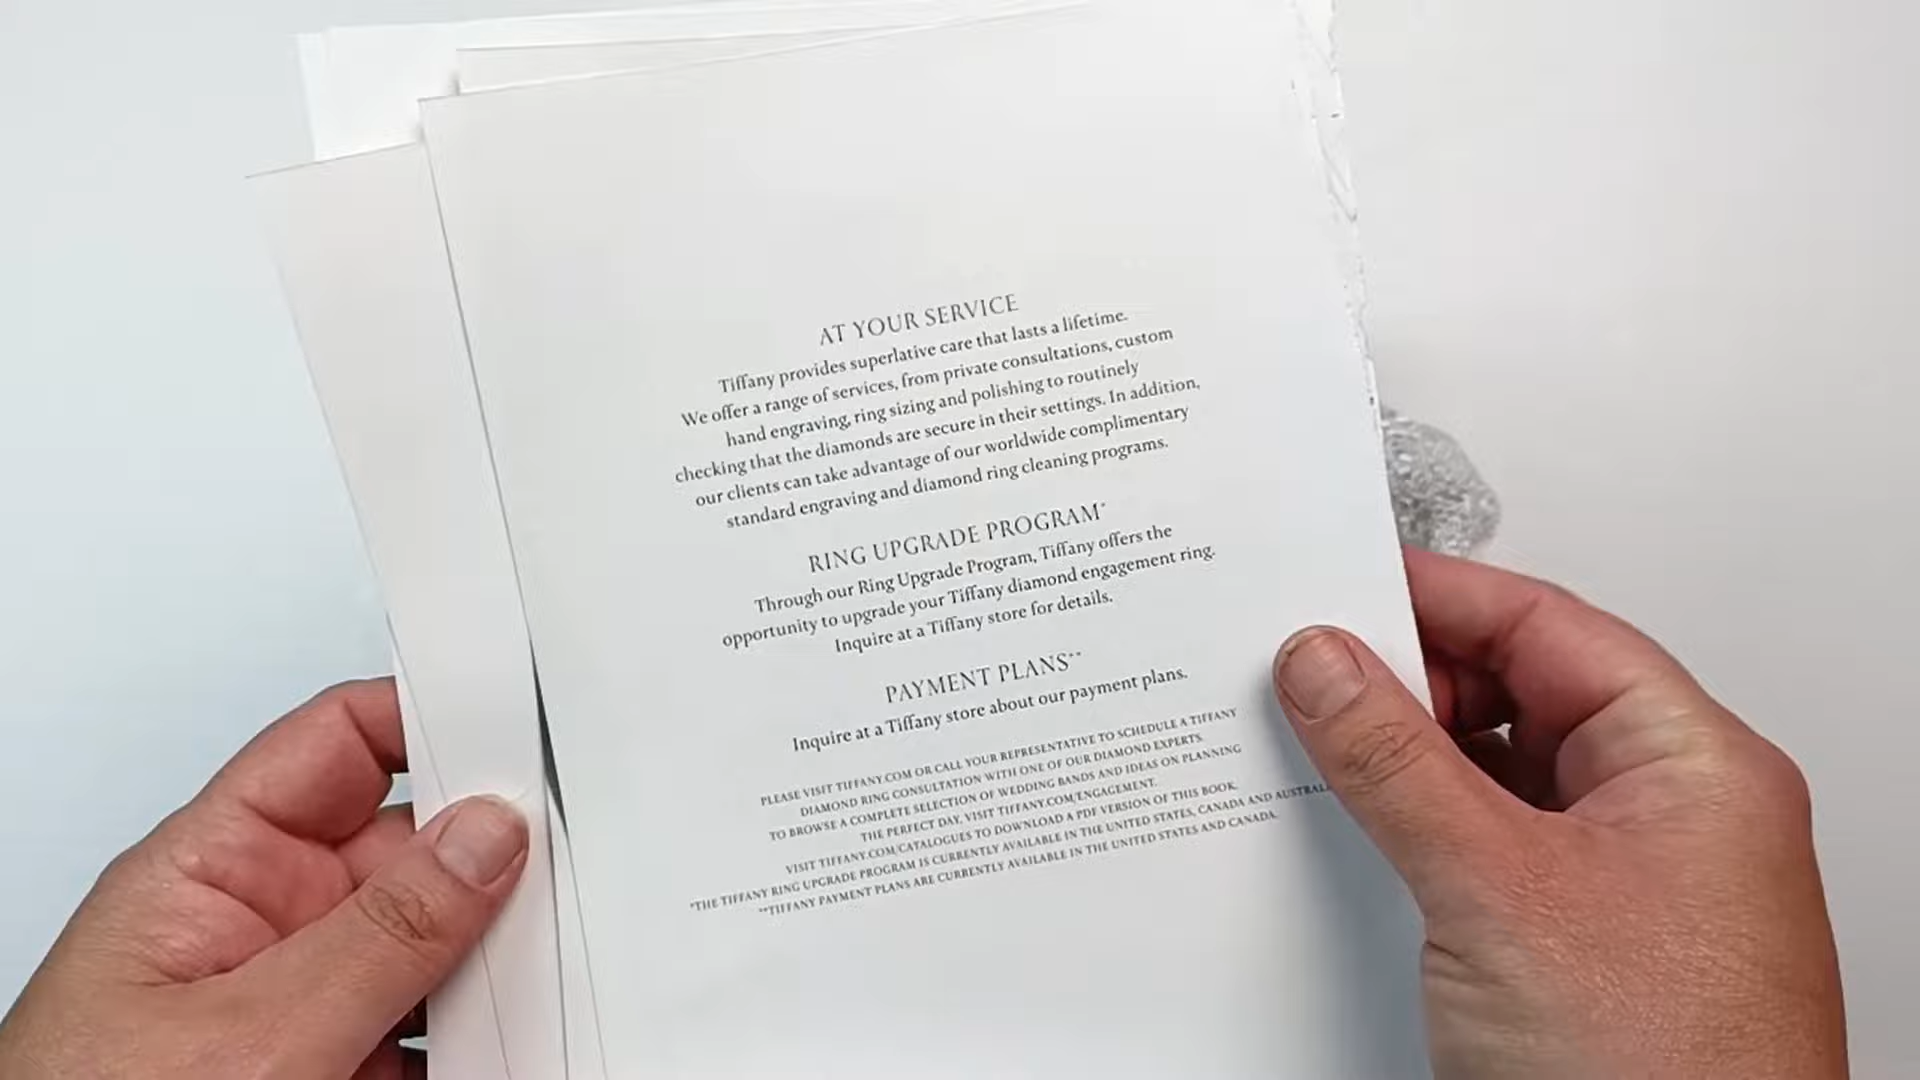 AT YOUR SERVICE
Tiffany provides superlative care that lasts a lifetime.
We offer a range of services, from private consultations, custom
hand engraving, ring sizing and polishing to routinely
checking that the diamonds are secure in their settings. In addition,
our clients can take advantage of our worldwide complimentary
standard engraving and diamond ring cleaning programs.
RING UPGRADE PROGRAM*
Through our Ring Upgrade Program, Tiffany offers the
opportunity to upgrade your Tiffany diamond engagement ring.
Inquire at a Tiffany store for details.
PAYMENT PLANS**
Inquire at a Tiffany store about our payment plans.
PLEASE VISIT TIFFANY.COM OR CALL YOUR REPRESENTATIVE TO SCHEDULE A TIFFANY
DIAMOND RING CONSULTATION WITH ONE OF OUR DIAMOND EXPERTS.
TO BROWSE A COMPLETE SELECTION OF WEDDING BANDS AND IDEAS ON PLANNING
THE PERFECT DAY, VISIT TIFFANY.COM/ENGAGEMENT.
VISIT TIFFANY.COM/CATALOGUES TO DOWNLOAD A PDF VERSION OF THIS BOOK.
*THE TIFFANY RING UPGRADE PROGRAM IS CURRENTLY AVAILABLE IN THE UNITED STATES, CANADA AND AUSTRAL
**TIFFANY PAYMENT PLANS ARE CURRENTLY AVAILABLE IN THE UNITED STATES AND CANADA.